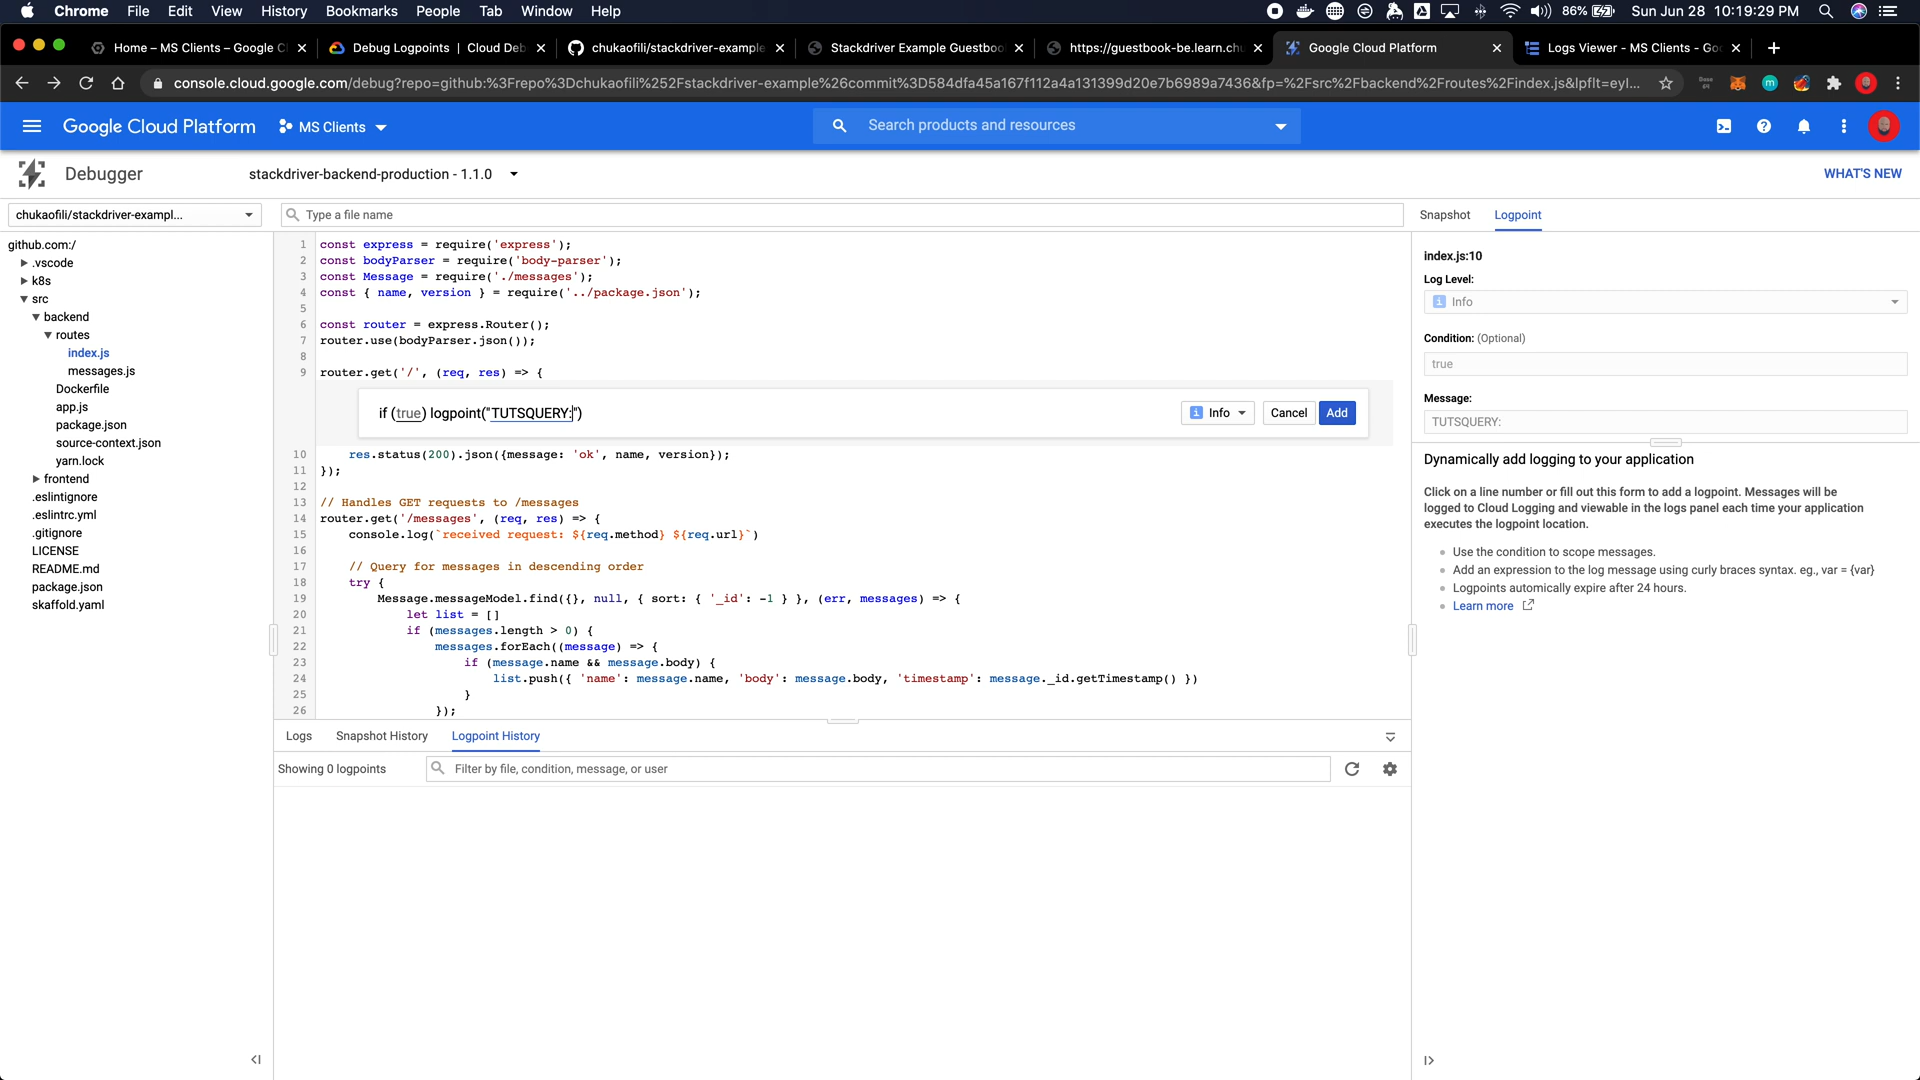 Chrome File Edit View History Bookmarks People Tab Window Help 86% Sun Jun 28 10:19:29 PM
Home – MS Clients – Google C Debug Logpoints | Cloud Deb chukaofili/stackdriver-example Stackdriver Example Guestboo https://guestbook-be.learn.ch Google Cloud Platform Logs Viewer - MS Clients - Go
console.cloud.google.com/debug?repo=github:%3Frepo%3Dchukaofili%252Fstackdriver-example%26commit%3D584dfa45a167f112a4a131399d20e7b6989a7436&fp=%2Fsrc%2Fbackend%2Froutes%2Findex.js&lpflt=eyI...
Google Cloud Platform MS Clients Search products and resources
Debugger stackdriver-backend-production - 1.1.0 WHAT'S NEW
chukaofili/stackdriver-exampl... Type a file name Snapshot Logpoint
github.com:/
.vscode
k8s
src
backend
routes
index.js
messages.js
Dockerfile
app.js
package.json
source-context.json
yarn.lock
frontend
.eslintignore
.eslintrc.yml
.gitignore
LICENSE
README.md
package.json
skaffold.yaml
1 const express = require('express');
2 const bodyParser = require('body-parser');
3 const Message = require('./messages');
4 const { name, version } = require('../package.json');
5
6 const router = express.Router();
7 router.use(bodyParser.json());
8
9 router.get('/', (req, res) => {
if (true) logpoint("TUTSQUERY:") Info Cancel Add
10 res.status(200).json({message: 'ok', name, version});
11 });
12
13 // Handles GET requests to /messages
14 router.get('/messages', (req, res) => {
15 console.log(`received request: ${req.method} ${req.url}`)
16
17 // Query for messages in descending order
18 try {
19 Message.messageModel.find({}, null, { sort: { '_id': -1 } }, (err, messages) => {
20 let list = []
21 if (messages.length > 0) {
22 messages.forEach((message) => {
23 if (message.name && message.body) {
24 list.push({ 'name': message.name, 'body': message.body, 'timestamp': message._id.getTimestamp() })
25 }
26 });
Logs Snapshot History Logpoint History
Showing 0 logpoints Filter by file, condition, message, or user
index.js:10
Log Level:
Info
Condition: (Optional)
true
Message:
TUTSQUERY:
Dynamically add logging to your application
Click on a line number or fill out this form to add a logpoint. Messages will be
logged to Cloud Logging and viewable in the logs panel each time your application
executes the logpoint location.
Use the condition to scope messages.
Add an expression to the log message using curly braces syntax. eg., var = {var}
Logpoints automically expire after 24 hours.
Learn more